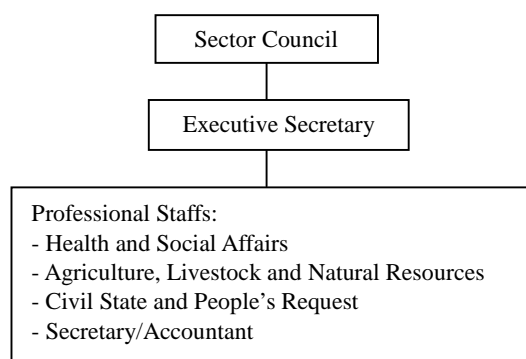 Sector Council
Executive Secretary
Professional Staffs:
- Health and Social Affairs
- Agriculture, Livestock and Natural Resources
- Civil State and People’s Request
- Secretary/Accountant